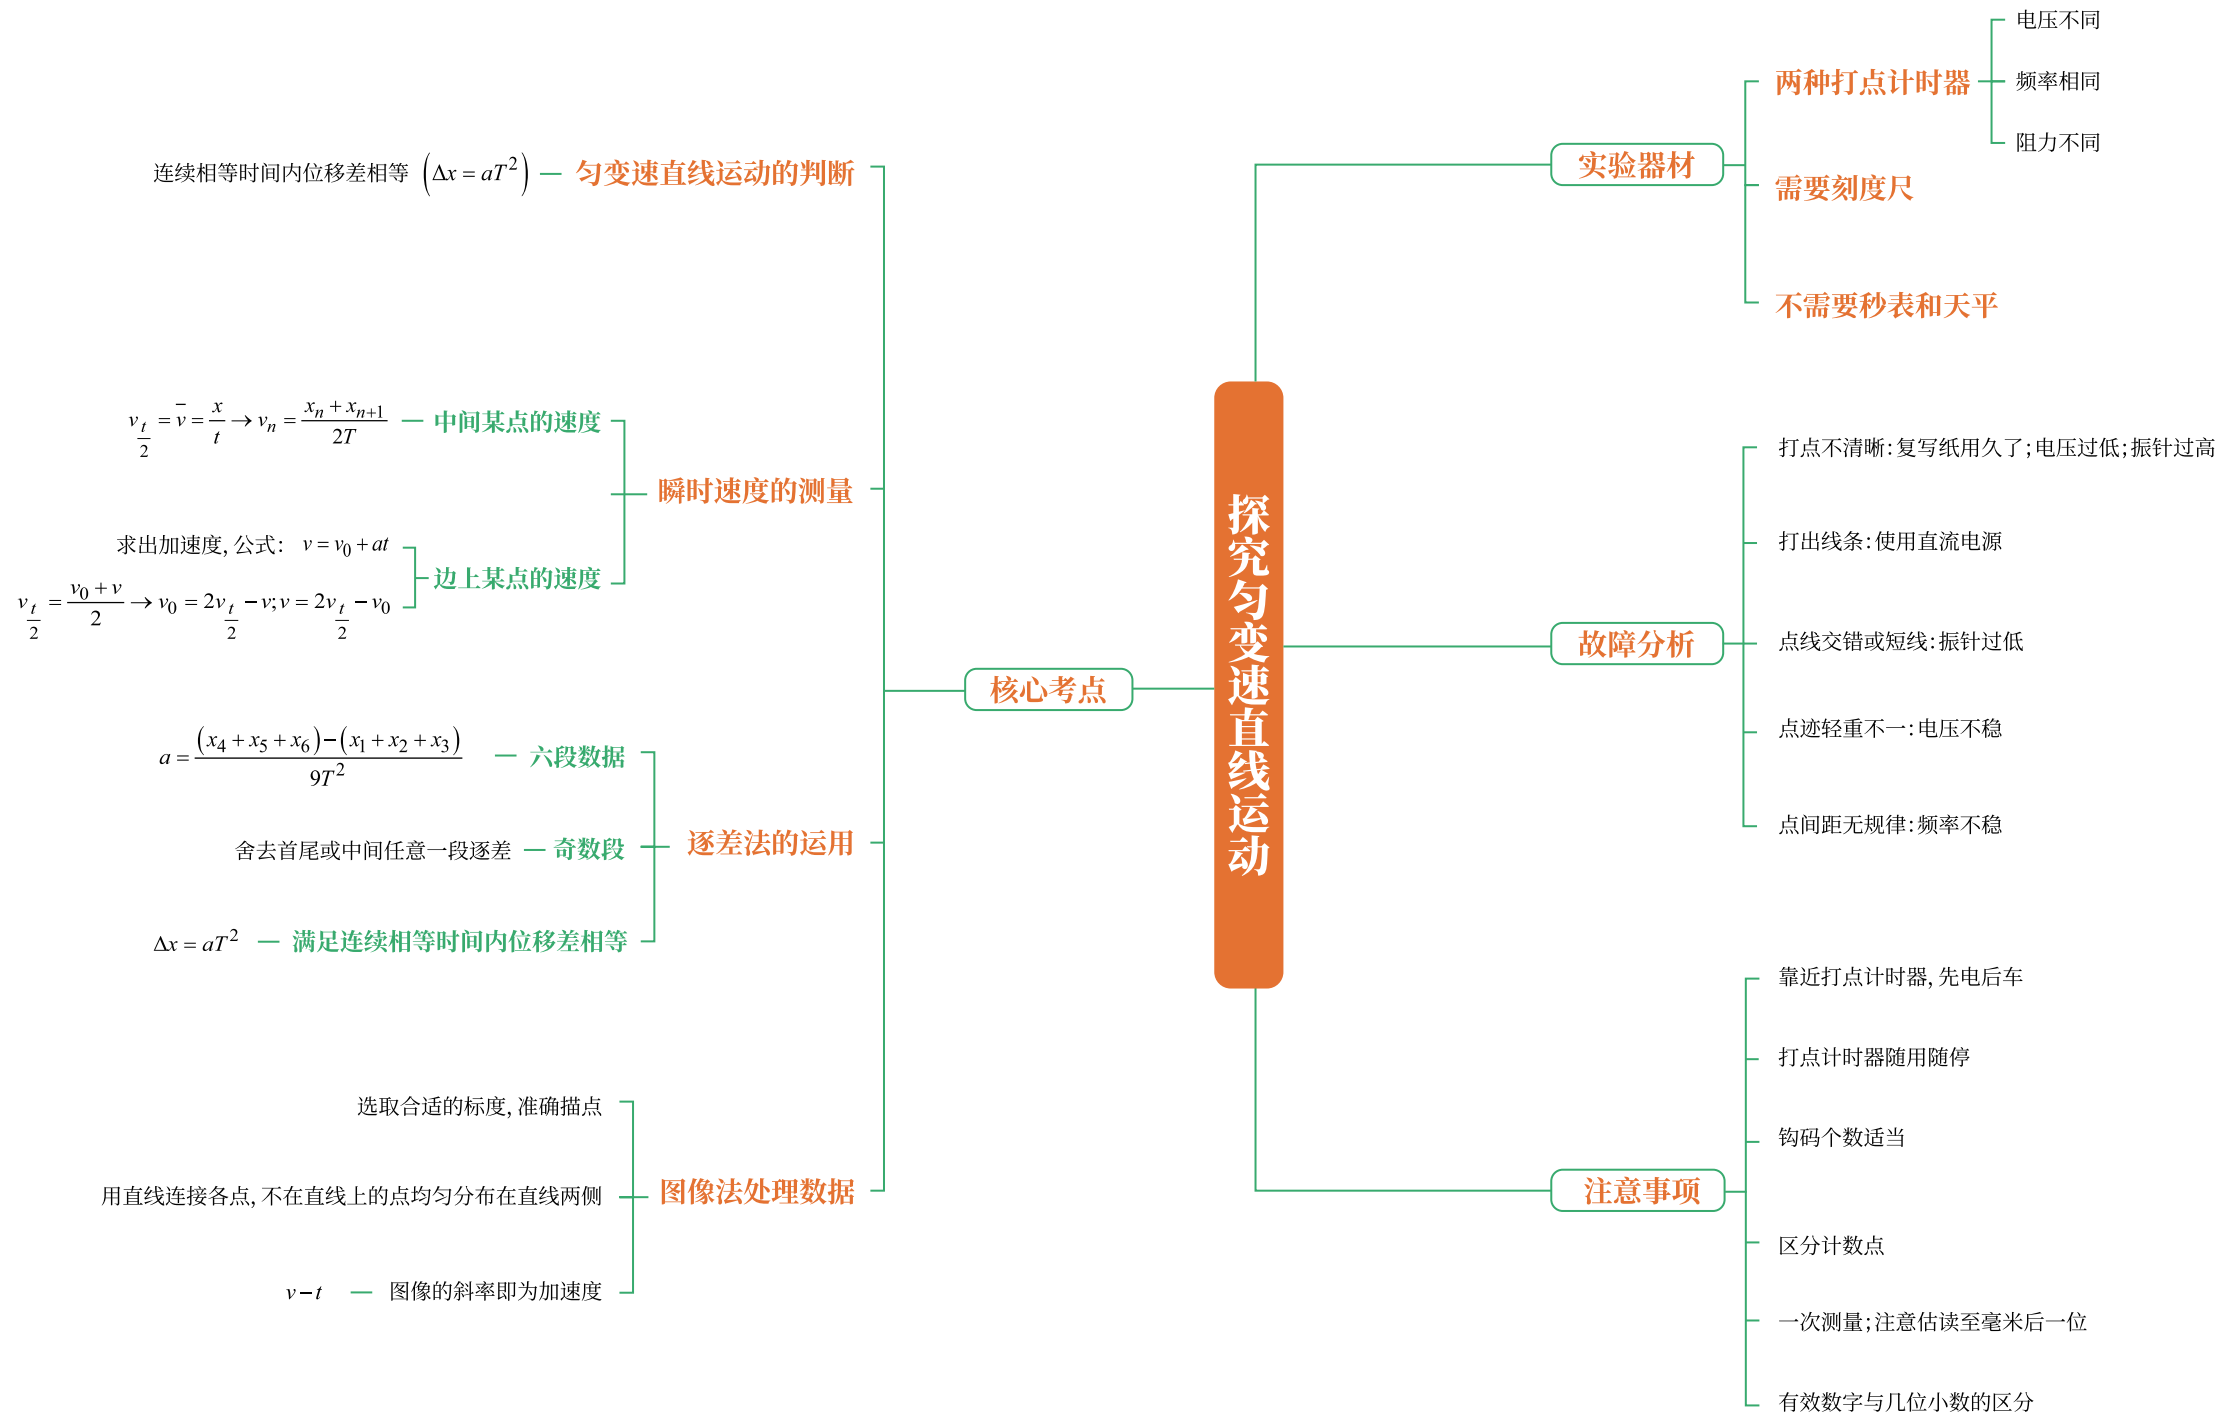 探究匀变速直线运动
实验器材
两种打点计时器
电压不同
频率相同
阻力不同
需要刻度尺
不需要秒表和天平
故障分析
打点不清晰:复写纸用久了;电压过低;振针过高
打出线条:使用直流电源
点线交错或短线:振针过低
点迹轻重不一:电压不稳
点间距无规律:频率不稳
注意事项
靠近打点计时器,先电后车
打点计时器随用随停
钩码个数适当
区分计数点
一次测量;注意估读至毫米后一位
有效数字与几位小数的区分
核心考点
匀变速直线运动的判断
连续相等时间内位移差相等 (Δx = aT²)
瞬时速度的测量
中间某点的速度
v_{t/2} = v̄ = x/t → v_n = (x_n + x_{n+1})/2T
边上某点的速度
求出加速度,公式: v = v₀ + at
v_{t/2} = (v₀ + v)/2 → v₀ = 2v_{t/2} − v; v = 2v_{t/2} − v₀
逐差法的运用
六段数据
a = ((x₄ + x₅ + x₆) − (x₁ + x₂ + x₃))/9T²
奇数段
舍去首尾或中间任意一段逐差
满足连续相等时间内位移差相等
Δx = aT²
图像法处理数据
选取合适的标度,准确描点
用直线连接各点,不在直线上的点均匀分布在直线两侧
图像的斜率即为加速度
v − t